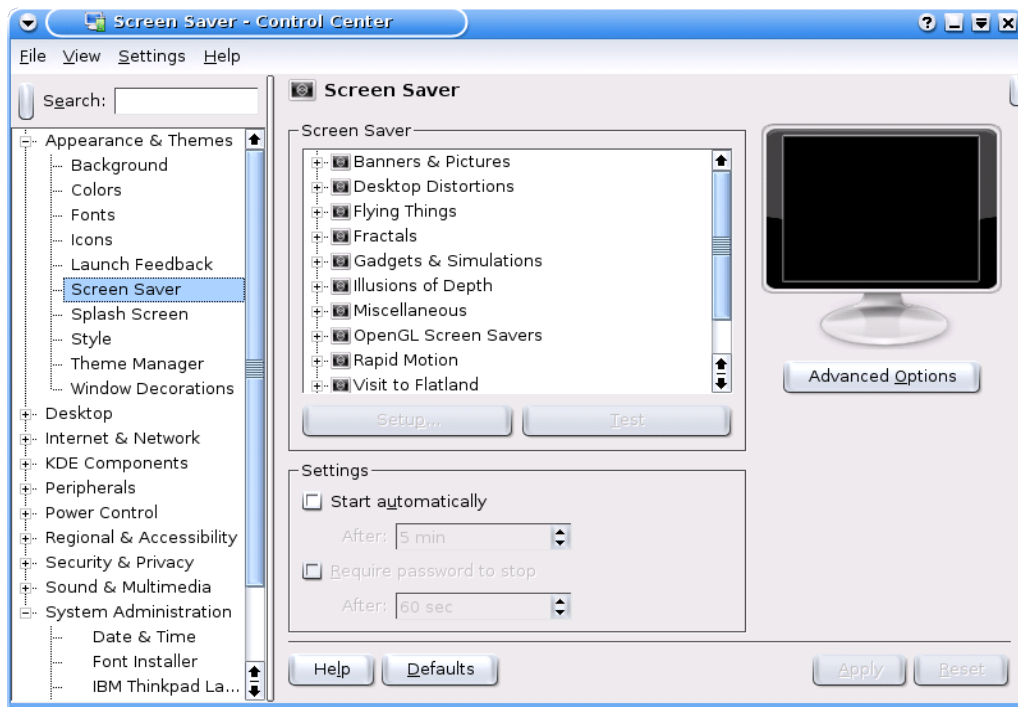 Screen Saver - Control Center
File View Settings Help
Search:
Appearance & Themes
Background
Colors
Fonts
Icons
Launch Feedback
Screen Saver
Splash Screen
Style
Theme Manager
Window Decorations
Desktop
Internet & Network
KDE Components
Peripherals
Power Control
Regional & Accessibility
Security & Privacy
Sound & Multimedia
System Administration
Date & Time
Font Installer
IBM Thinkpad La...
Screen Saver
Screen Saver
Banners & Pictures
Desktop Distortions
Flying Things
Fractals
Gadgets & Simulations
Illusions of Depth
Miscellaneous
OpenGL Screen Savers
Rapid Motion
Visit to Flatland
Setup... Test
Advanced Options
Settings
Start automatically
After: 5 min
Require password to stop
After: 60 sec
Help Defaults Apply Reset